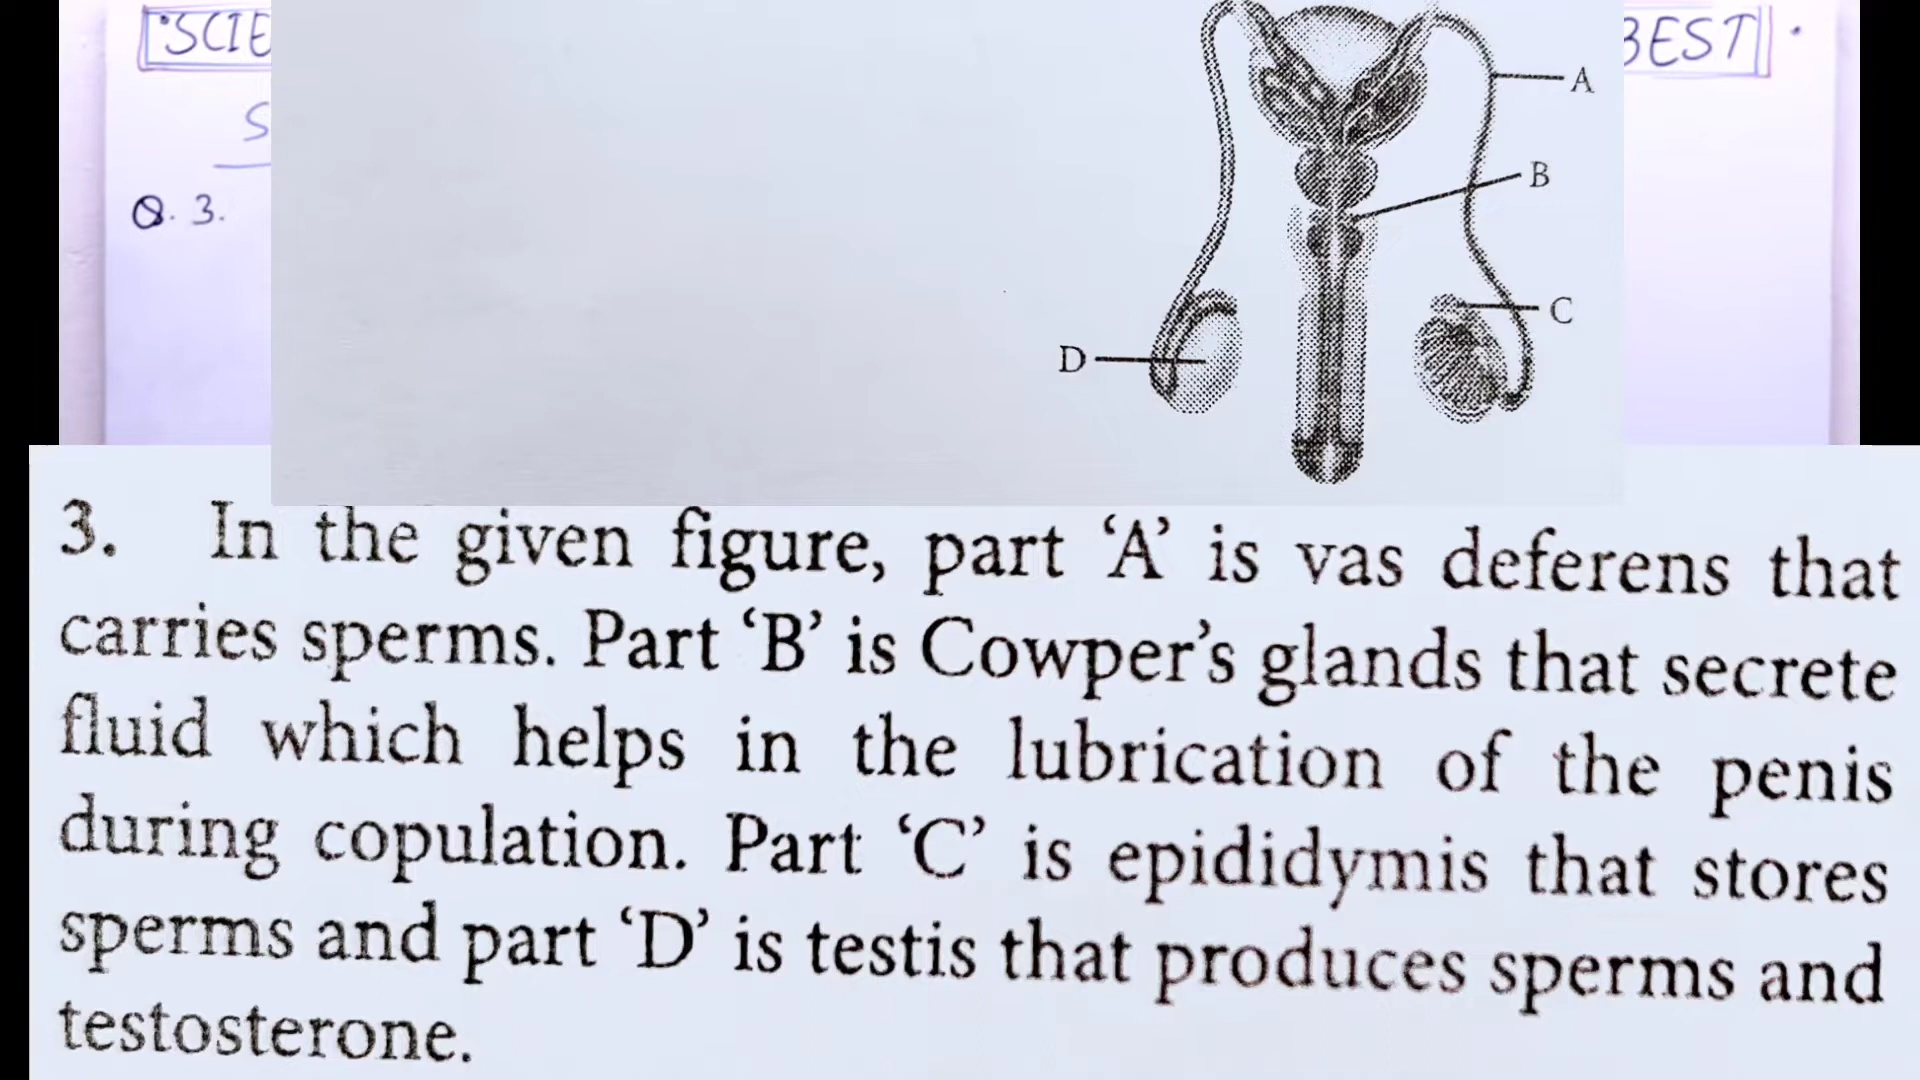 SCIE
BEST
S
Q. 3.
A
B
C
D
3. In the given figure, part ‘A’ is vas deferens that
carries sperms. Part ‘B’ is Cowper’s glands that secrete
fluid which helps in the lubrication of the penis
during copulation. Part ‘C’ is epididymis that stores
sperms and part ‘D’ is testis that produces sperms and
testosterone.